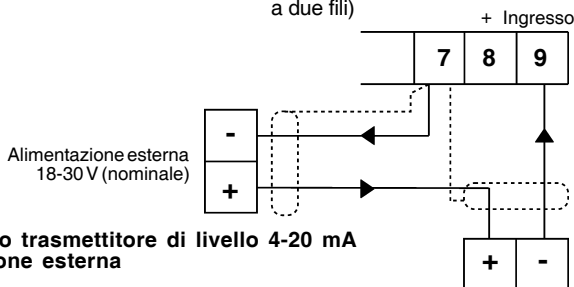 a due fili)
+ Ingresso
7 8 9
-
Alimentazione esterna
18-30 V (nominale)
+
o trasmettitore di livello 4-20 mA
one esterna
+ -